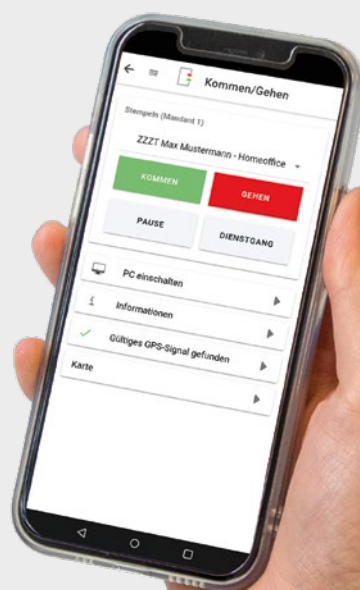 Kommen/Gehen
Stempeln (Mandant 1)
ZZZT Max Mustermann - Homeoffice
KOMMEN
GEHEN
PAUSE
DIENSTGANG
PC einschalten
Informationen
Gültiges GPS-Signal gefunden
Karte